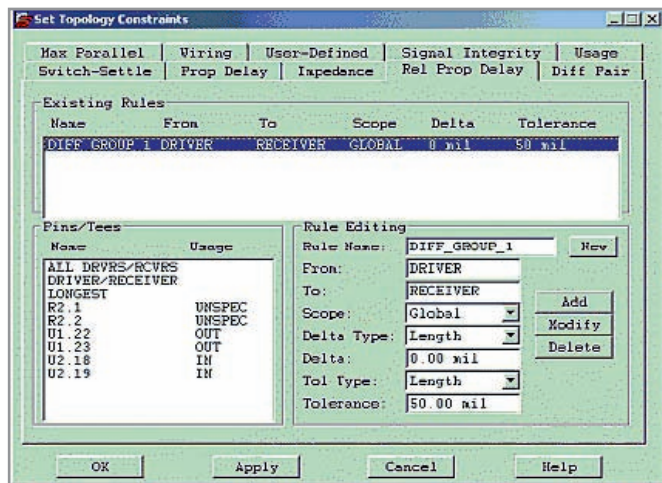 Set Topology Constraints
Max Parallel Wiring User-Defined Signal Integrity Usage
Switch-Settle Prop Delay Impedance Rel Prop Delay Diff Pair
Existing Rules
Name From To Scope Delta Tolerance
DIFF_GROUP_1 DRIVER RECEIVER GLOBAL 0 mil 50 mil
Pins/Tees
Name Usage
ALL DRVRS/RCVRS
DRIVER/RECEIVER
LONGEST
R2.1 UNSPEC
R2.2 UNSPEC
U1.22 OUT
U1.23 OUT
U2.18 IN
U2.19 IN
Rule Editing
Rule Name: DIFF_GROUP_1 New
From: DRIVER
To: RECEIVER
Scope: Global
Delta Type: Length
Delta: 0.00 mil
Tol Type: Length
Tolerance: 50.00 mil
Add
Modify
Delete
OK Apply Cancel Help